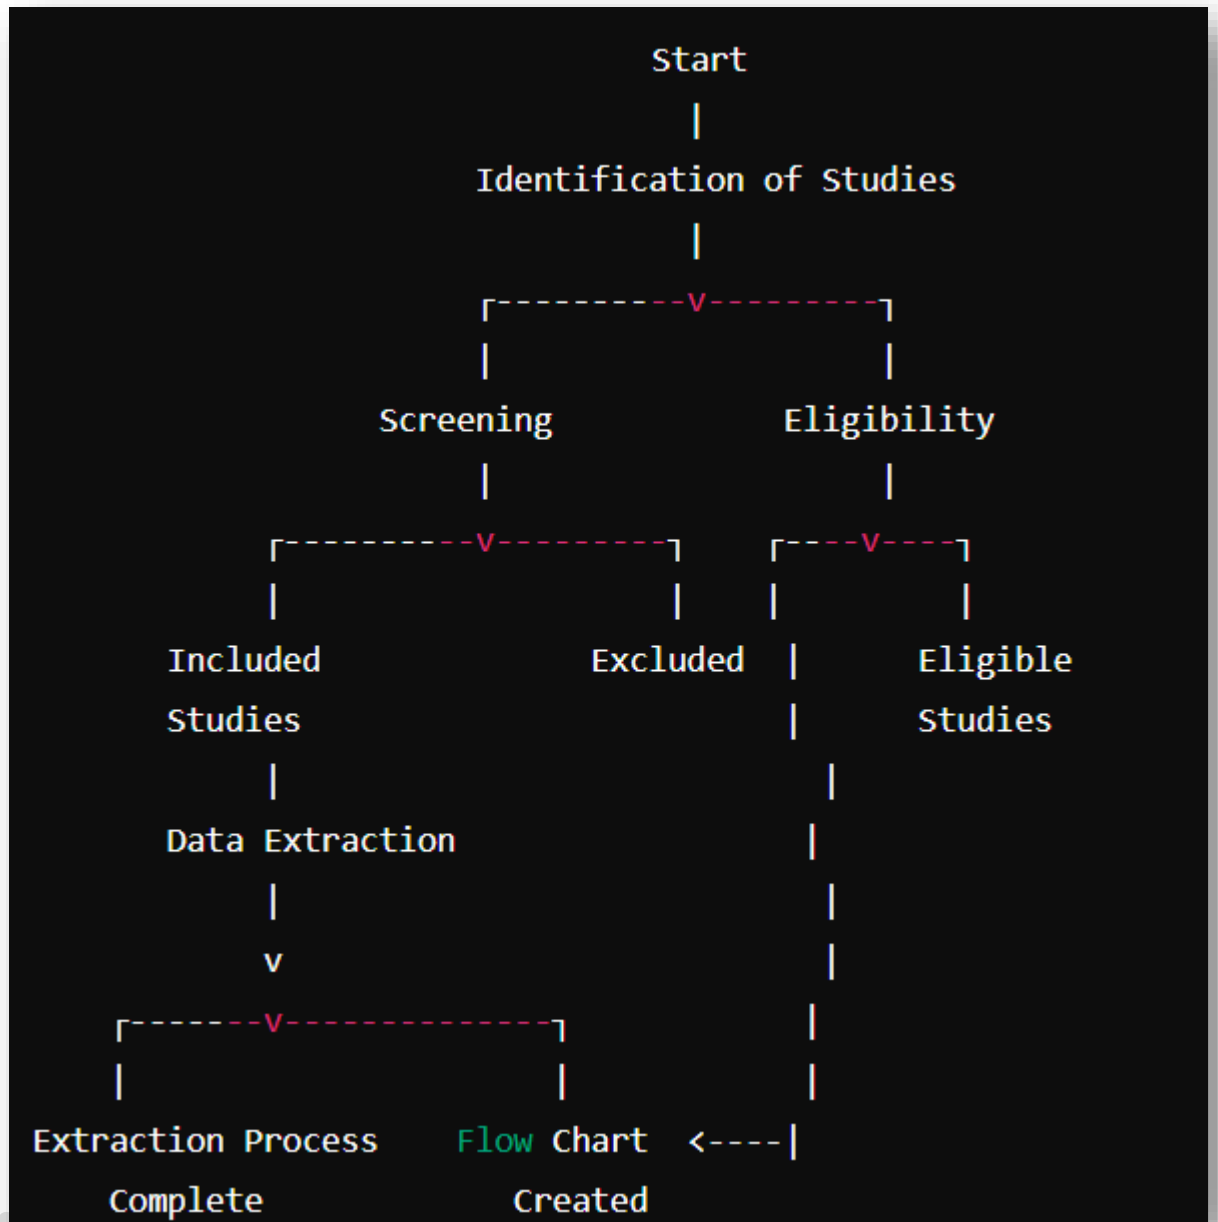 Start
|
Identification of Studies
|
┌----------v---------┐
| |
Screening Eligibility
| |
┌----------v---------┐ ┌----v----┐
| | | |
Included Excluded | Eligible
Studies | Studies
| |
Data Extraction |
| |
v |
┌-------v--------------┐ |
| | |
Extraction Process Flow Chart <----|
Complete Created